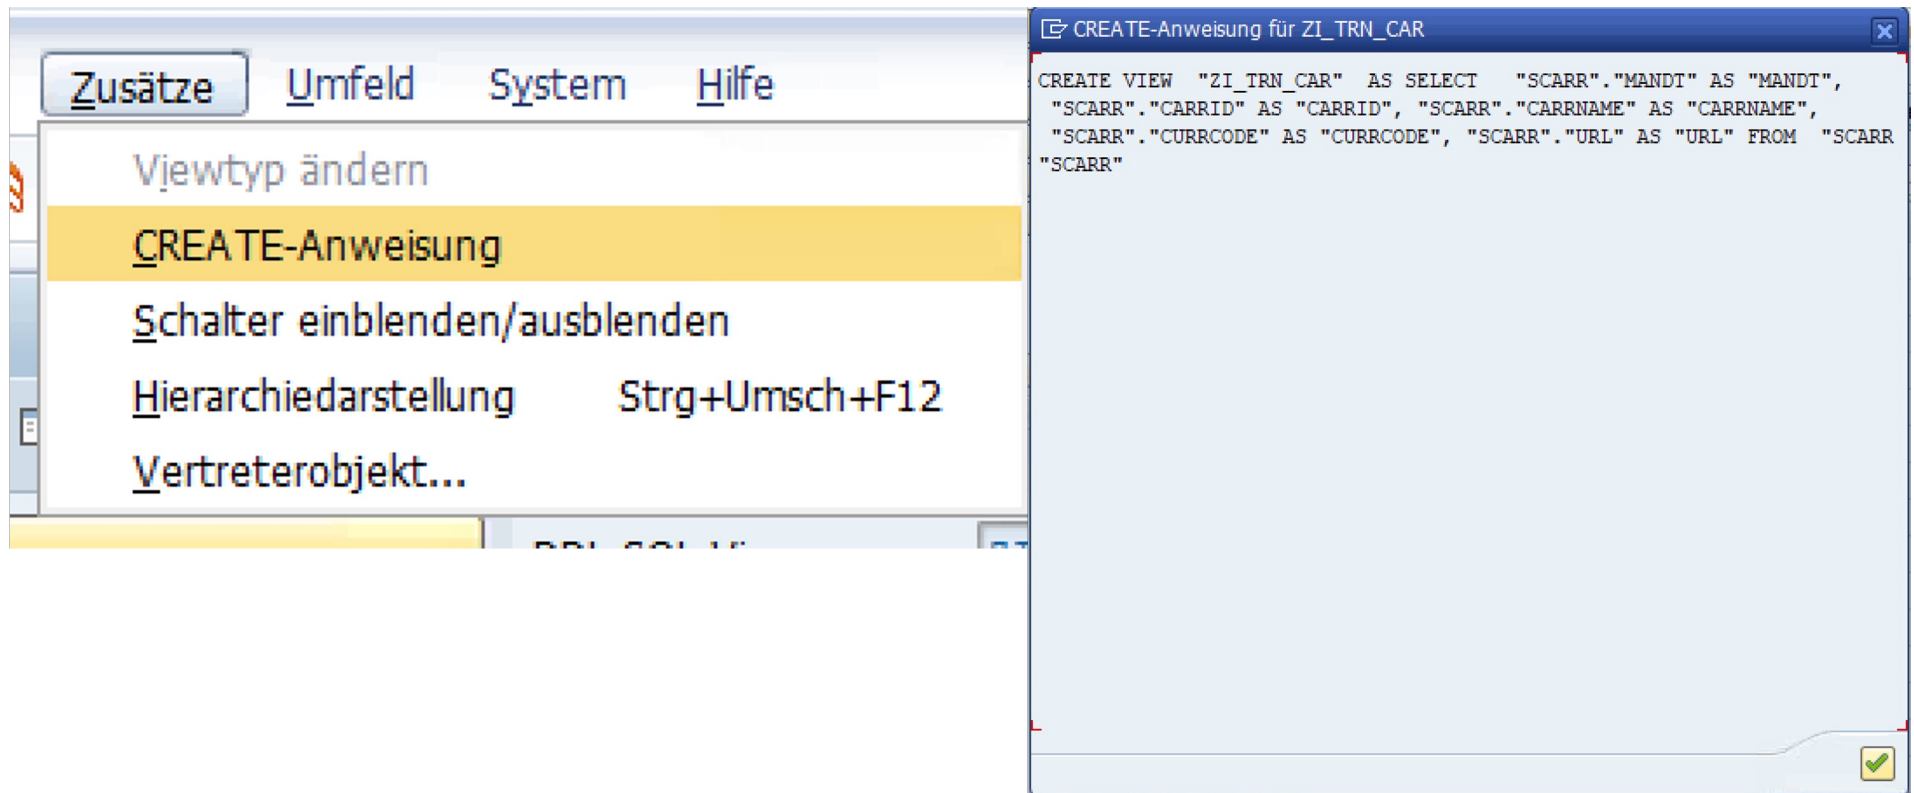 Zusätze Umfeld System Hilfe
Viewtyp ändern
CREATE-Anweisung
Schalter einblenden/ausblenden
Hierarchiedarstellung Strg+Umsch+F12
Vertreterobjekt...
CREATE-Anweisung für ZI_TRN_CAR
CREATE VIEW "ZI_TRN_CAR" AS SELECT "SCARR"."MANDT" AS "MANDT",
"SCARR"."CARRID" AS "CARRID", "SCARR"."CARRNAME" AS "CARRNAME",
"SCARR"."CURRCODE" AS "CURRCODE", "SCARR"."URL" AS "URL" FROM "SCARR
"SCARR"